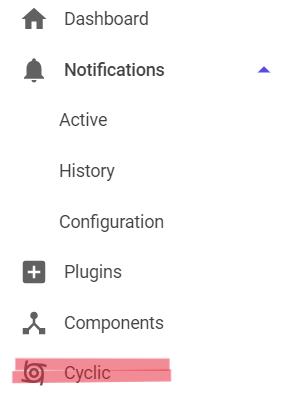 Dashboard
Notifications
Active
History
Configuration
Plugins
Components
Cyclic